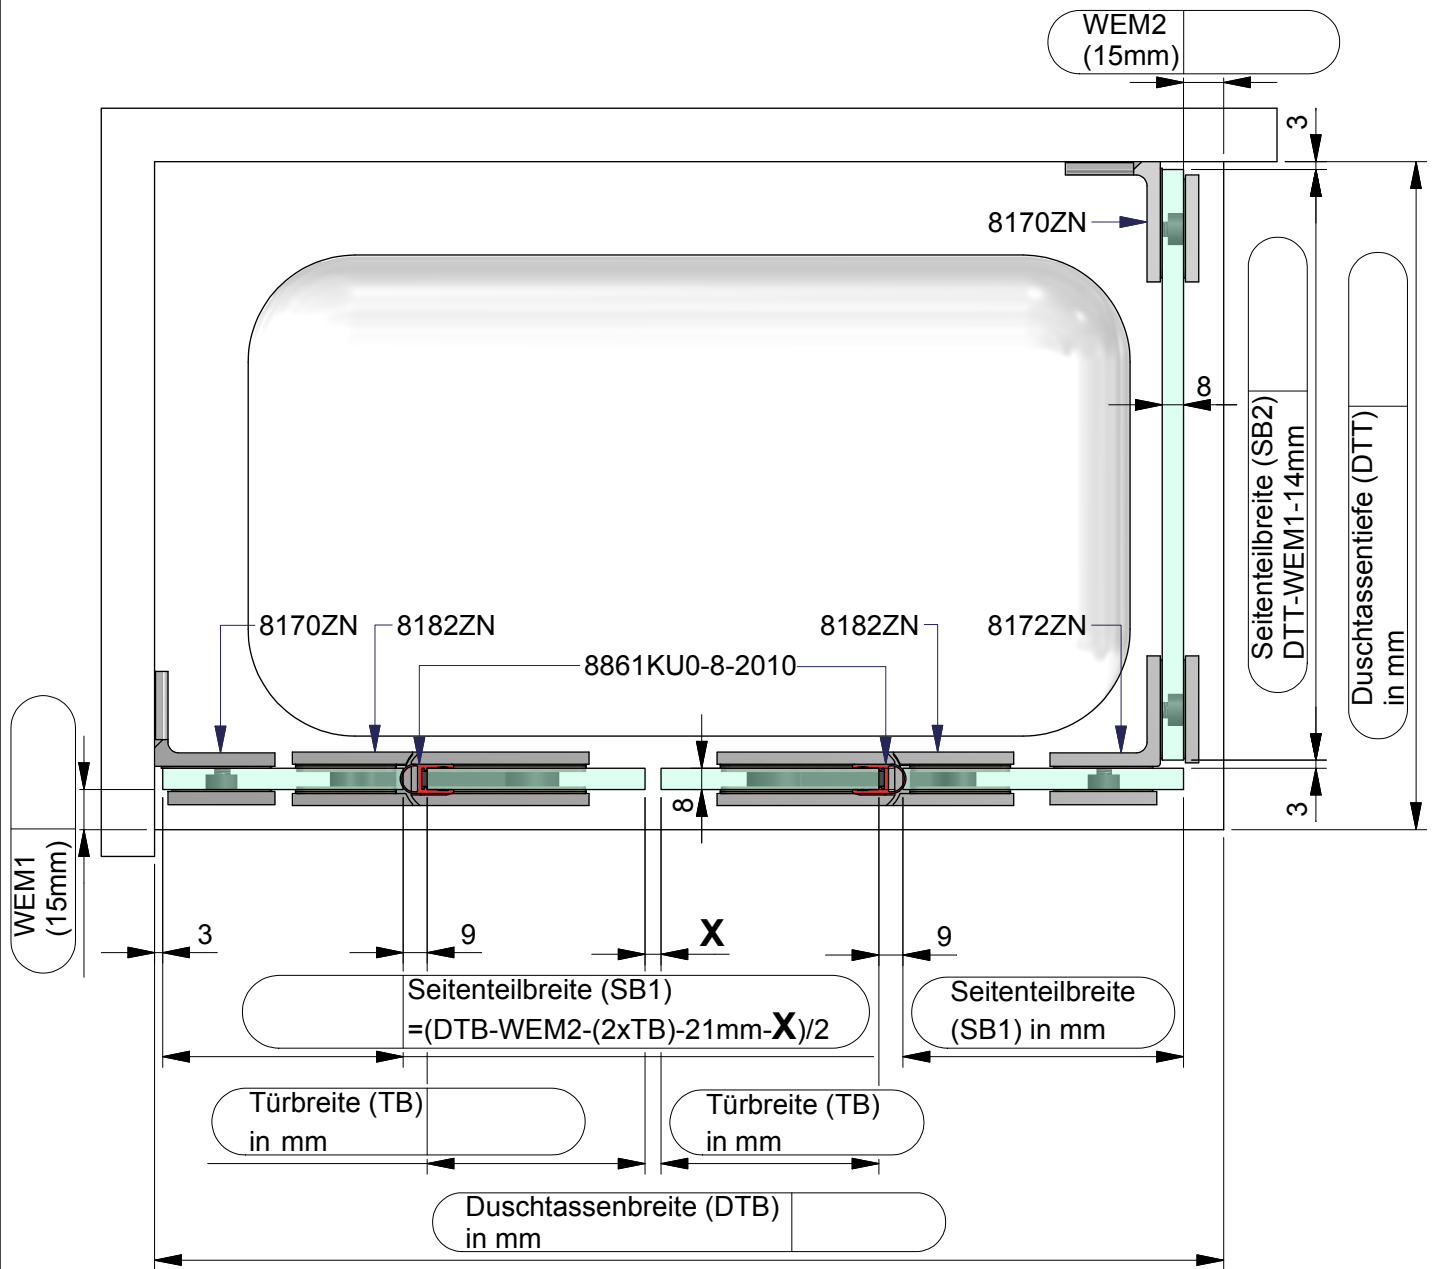 WEM2
(15mm)
3
8170ZN
8
Seitenteilbreite (SB2)
DTT-WEM1-14mm
Duschtassentiefe (DTT)
in mm
8170ZN
8182ZN
8182ZN
8172ZN
8861KU0-8-2010
8
3
WEM1
(15mm)
3
9
X
9
Seitenteilbreite (SB1)
=(DTB-WEM2-(2xTB)-21mm-X)/2
Seitenteilbreite
(SB1) in mm
Türbreite (TB)
in mm
Türbreite (TB)
in mm
Duschtassenbreite (DTB)
in mm